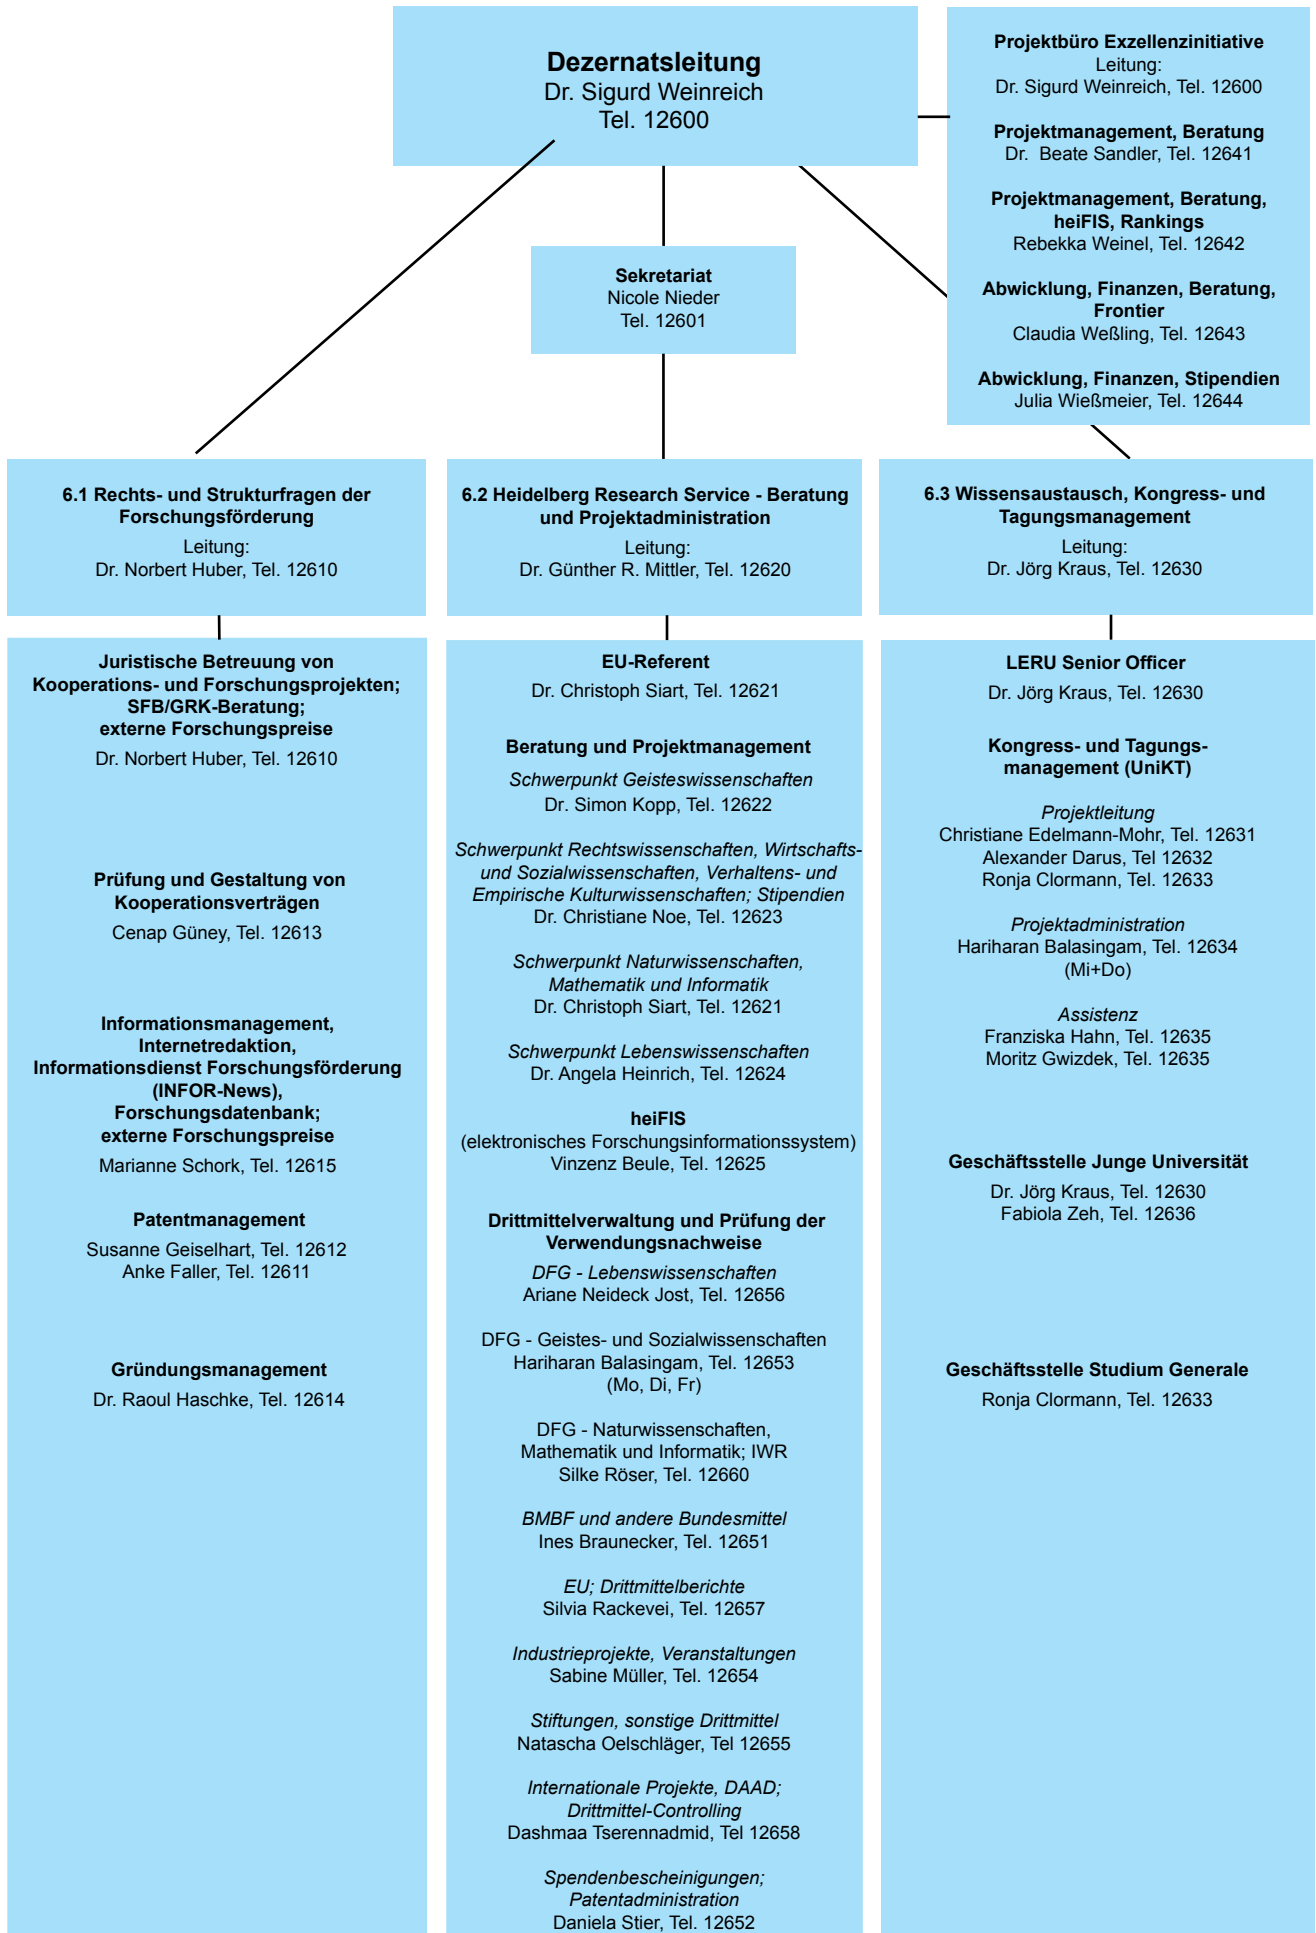 Dezernatsleitung
Dr. Sigurd Weinreich
Tel. 12600
Projektbüro Exzellenzinitiative
Leitung:
Dr. Sigurd Weinreich, Tel. 12600
Projektmanagement, Beratung
Dr. Beate Sandler, Tel. 12641
Projektmanagement, Beratung,
heiFIS, Rankings
Rebekka Weinel, Tel. 12642
Abwicklung, Finanzen, Beratung,
Frontier
Claudia Weßling, Tel. 12643
Abwicklung, Finanzen, Stipendien
Julia Wießmeier, Tel. 12644
Sekretariat
Nicole Nieder
Tel. 12601
6.1 Rechts- und Strukturfragen der
Forschungsförderung
Leitung:
Dr. Norbert Huber, Tel. 12610
Juristische Betreuung von
Kooperations- und Forschungsprojekten;
SFB/GRK-Beratung;
externe Forschungspreise
Dr. Norbert Huber, Tel. 12610
Prüfung und Gestaltung von
Kooperationsverträgen
Cenap Güney, Tel. 12613
Informationsmanagement,
Internetredaktion,
Informationsdienst Forschungsförderung
(INFOR-News),
Forschungsdatenbank;
externe Forschungspreise
Marianne Schork, Tel. 12615
Patentmanagement
Susanne Geiselhart, Tel. 12612
Anke Faller, Tel. 12611
Gründungsmanagement
Dr. Raoul Haschke, Tel. 12614
6.2 Heidelberg Research Service - Beratung
und Projektadministration
Leitung:
Dr. Günther R. Mittler, Tel. 12620
EU-Referent
Dr. Christoph Siart, Tel. 12621
Beratung und Projektmanagement
Schwerpunkt Geisteswissenschaften
Dr. Simon Kopp, Tel. 12622
Schwerpunkt Rechtswissenschaften, Wirtschafts-
und Sozialwissenschaften, Verhaltens- und
Empirische Kulturwissenschaften; Stipendien
Dr. Christiane Noe, Tel. 12623
Schwerpunkt Naturwissenschaften,
Mathematik und Informatik
Dr. Christoph Siart, Tel. 12621
Schwerpunkt Lebenswissenschaften
Dr. Angela Heinrich, Tel. 12624
heiFIS
(elektronisches Forschungsinformationssystem)
Vinzenz Beule, Tel. 12625
Drittmittelverwaltung und Prüfung der
Verwendungsnachweise
DFG - Lebenswissenschaften
Ariane Neideck Jost, Tel. 12656
DFG - Geistes- und Sozialwissenschaften
Hariharan Balasingam, Tel. 12653
(Mo, Di, Fr)
DFG - Naturwissenschaften,
Mathematik und Informatik; IWR
Silke Röser, Tel. 12660
BMBF und andere Bundesmittel
Ines Braunecker, Tel. 12651
EU; Drittmittelberichte
Silvia Rackevei, Tel. 12657
Industrieprojekte, Veranstaltungen
Sabine Müller, Tel. 12654
Stiftungen, sonstige Drittmittel
Natascha Oelschläger, Tel 12655
Internationale Projekte, DAAD;
Drittmittel-Controlling
Dashmaa Tserennadmid, Tel 12658
Spendenbescheinigungen;
Patentadministration
Daniela Stier, Tel. 12652
6.3 Wissensaustausch, Kongress- und
Tagungsmanagement
Leitung:
Dr. Jörg Kraus, Tel. 12630
LERU Senior Officer
Dr. Jörg Kraus, Tel. 12630
Kongress- und Tagungs-
management (UniKT)
Projektleitung
Christiane Edelmann-Mohr, Tel. 12631
Alexander Darus, Tel 12632
Ronja Clormann, Tel. 12633
Projektadministration
Hariharan Balasingam, Tel. 12634
(Mi+Do)
Assistenz
Franziska Hahn, Tel. 12635
Moritz Gwizdek, Tel. 12635
Geschäftsstelle Junge Universität
Dr. Jörg Kraus, Tel. 12630
Fabiola Zeh, Tel. 12636
Geschäftsstelle Studium Generale
Ronja Clormann, Tel. 12633